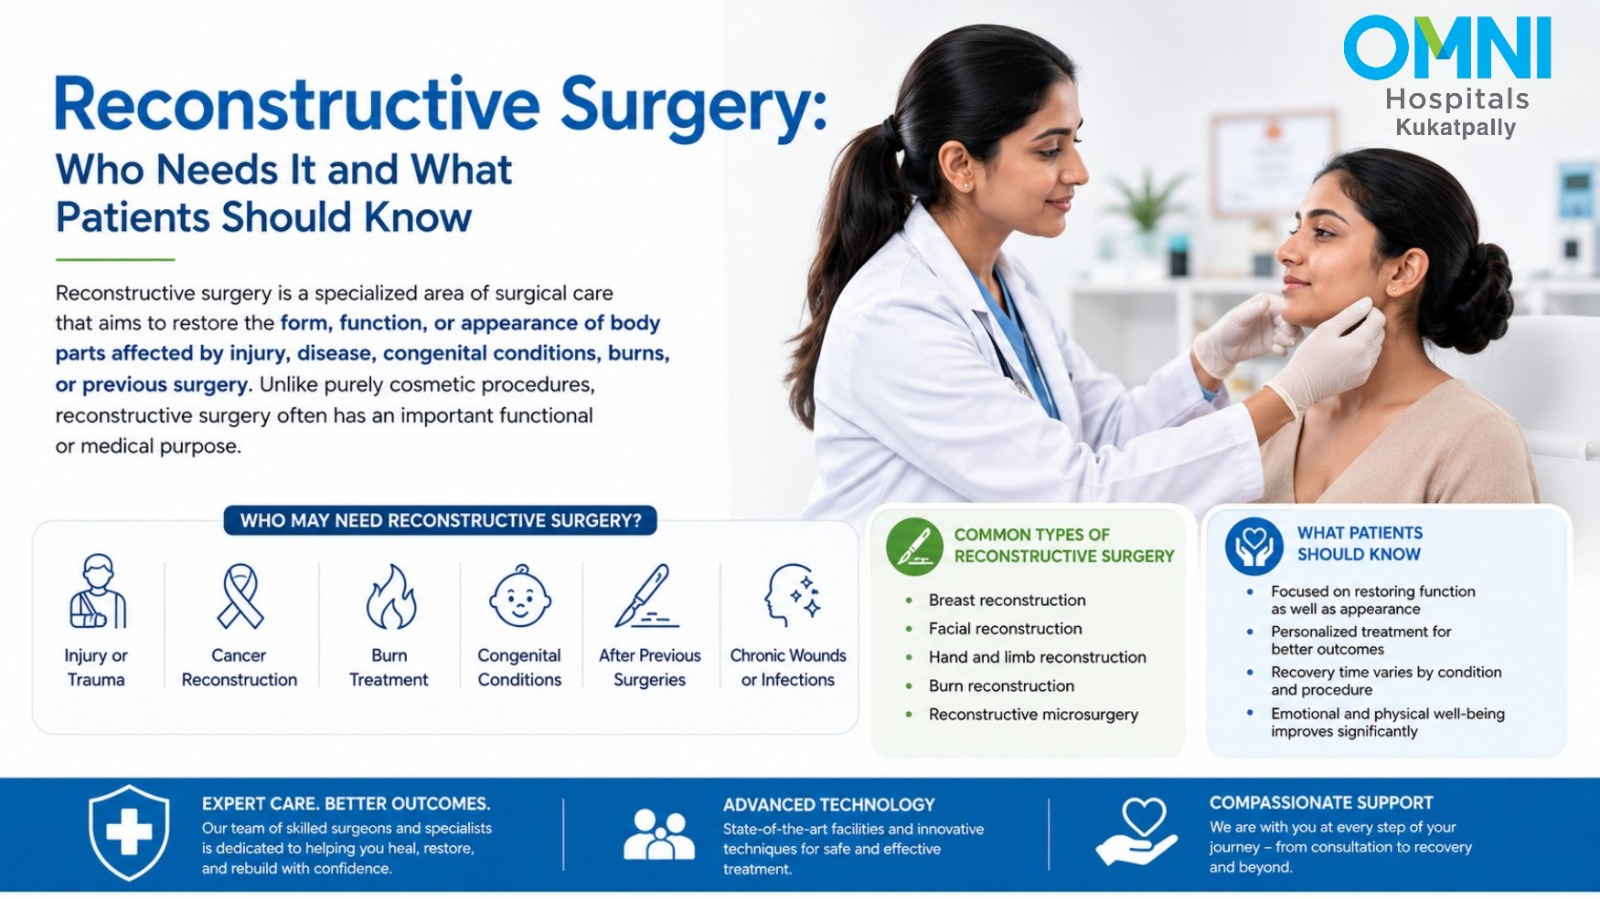 OMNI
Hospitals
Kukatpally
Reconstructive Surgery:
Who Needs It and What
Patients Should Know
Reconstructive surgery is a specialized area of surgical care
that aims to restore the form, function, or appearance of body
parts affected by injury, disease, congenital conditions, burns,
or previous surgery. Unlike purely cosmetic procedures,
reconstructive surgery often has an important functional
or medical purpose.
WHO MAY NEED RECONSTRUCTIVE SURGERY?
Injury or
Trauma
Cancer
Reconstruction
Burn
Treatment
Congenital
Conditions
After Previous
Surgeries
Chronic Wounds
or Infections
COMMON TYPES OF
RECONSTRUCTIVE SURGERY
• Breast reconstruction
• Facial reconstruction
• Hand and limb reconstruction
• Burn reconstruction
• Reconstructive microsurgery
WHAT PATIENTS
SHOULD KNOW
• Focused on restoring function
as well as appearance
• Personalized treatment for
better outcomes
• Recovery time varies by condition
and procedure
• Emotional and physical well-being
improves significantly
EXPERT CARE. BETTER OUTCOMES.
Our team of skilled surgeons and specialists
is dedicated to helping you heal, restore,
and rebuild with confidence.
ADVANCED TECHNOLOGY
State-of-the-art facilities and innovative
techniques for safe and effective
treatment.
COMPASSIONATE SUPPORT
We are with you at every step of your
journey – from consultation to recovery
and beyond.